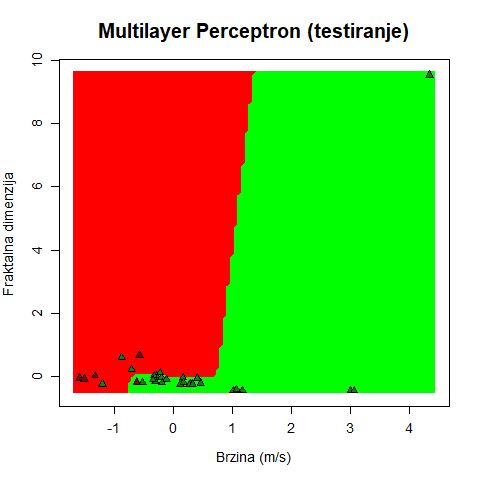 Multilayer Perceptron (testiranje)
Fraktalna dimenzija
10
8
6
4
2
0
-1 0 1 2 3 4
Brzina (m/s)